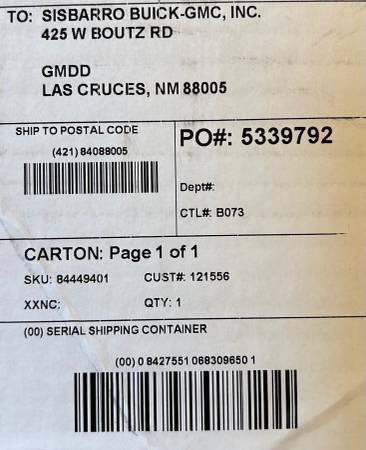 TO: SISBARRO BUICK-GMC, INC.
425 W BOUTZ RD
GMDD
LAS CRUCES, NM 88005
SHIP TO POSTAL CODE
(421) 84088005
PO#: 5339792
Dept#:
CTL#: B073
CARTON: Page 1 of 1
SKU: 84449401 CUST#: 121556
XXNC: QTY: 1
(00) SERIAL SHIPPING CONTAINER
(00) 0 8427551 068309650 1